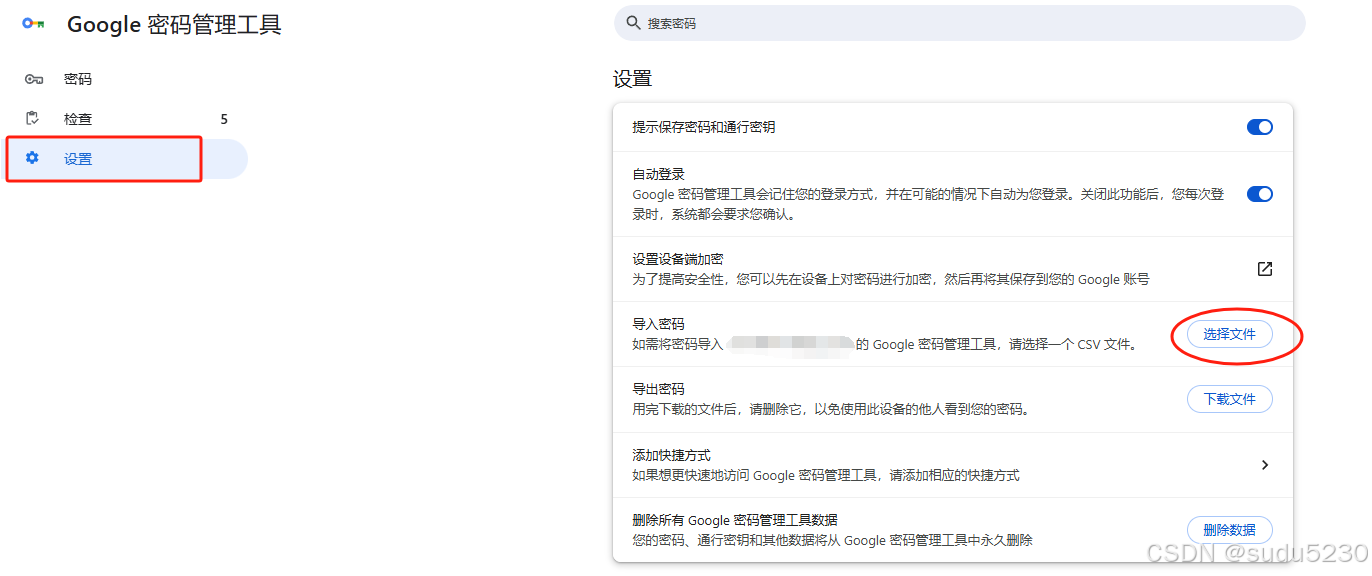 Google 密码管理工具
搜索密码
密码
检查 5
设置
设置
提示保存密码和通行密钥
自动登录
Google 密码管理工具会记住您的登录方式，并在可能的情况下自动为您登录。关闭此功能后，您每次登
录时，系统都会要求您确认。
设置设备端加密
为了提高安全性，您可以先在设备上对密码进行加密，然后再将其保存到您的 Google 账号
导入密码
如需将密码导入 的 Google 密码管理工具，请选择一个 CSV 文件。
选择文件
导出密码
用完下载的文件后，请删除它，以免使用此设备的他人看到您的密码。
下载文件
添加快捷方式
如果想更快速地访问 Google 密码管理工具，请添加相应的快捷方式
删除所有 Google 密码管理工具数据
您的密码、通行密钥和其他数据将从 Google 密码管理工具中永久删除
删除数据
CSDN @sudu5230